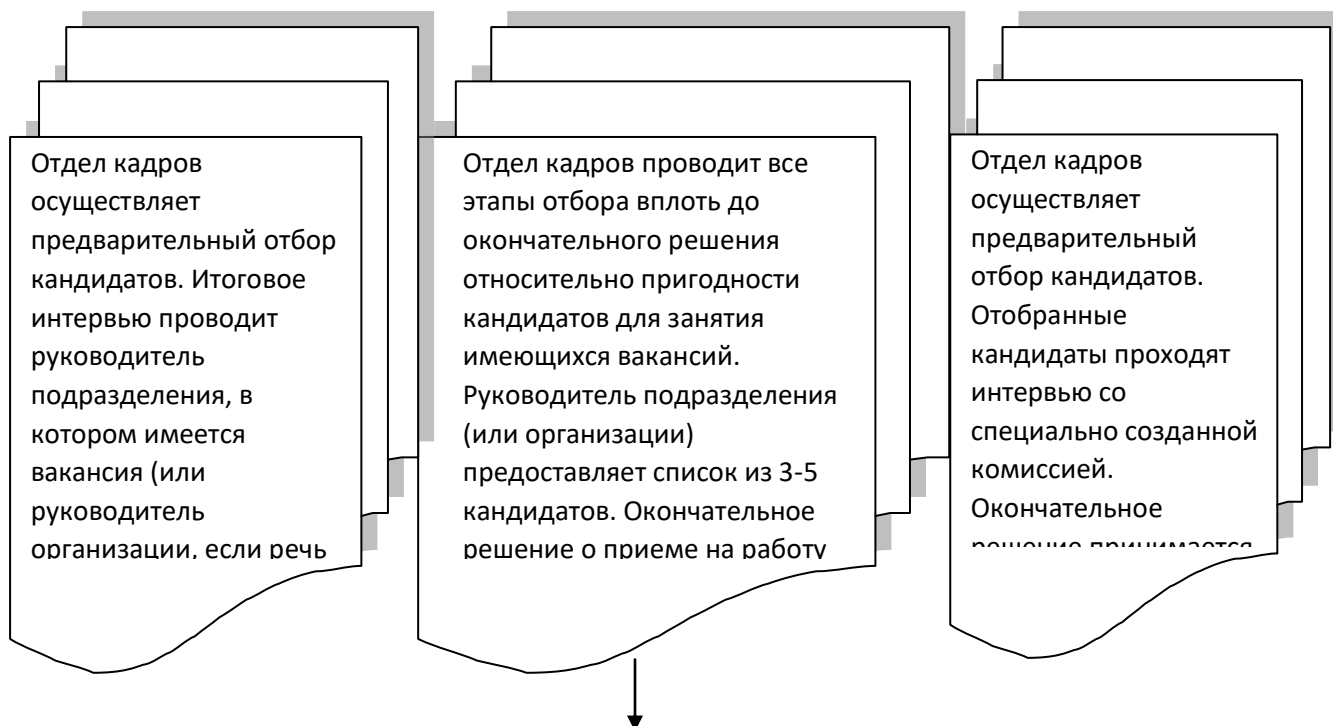 Отдел кадров
осуществляет
предварительный отбор
кандидатов. Итоговое
интервью проводит
руководитель
подразделения, в
котором имеется
вакансия (или
руководитель
организации, если речь
Отдел кадров проводит все
этапы отбора вплоть до
окончательного решения
относительно пригодности
кандидатов для занятия
имеющихся вакансий.
Руководитель подразделения
(или организации)
предоставляет список из 3-5
кандидатов. Окончательное
решение о приеме на работу
Отдел кадров
осуществляет
предварительный
отбор кандидатов.
Отобранные
кандидаты проходят
интервью со
специально созданной
комиссией.
Окончательное
решение принимается